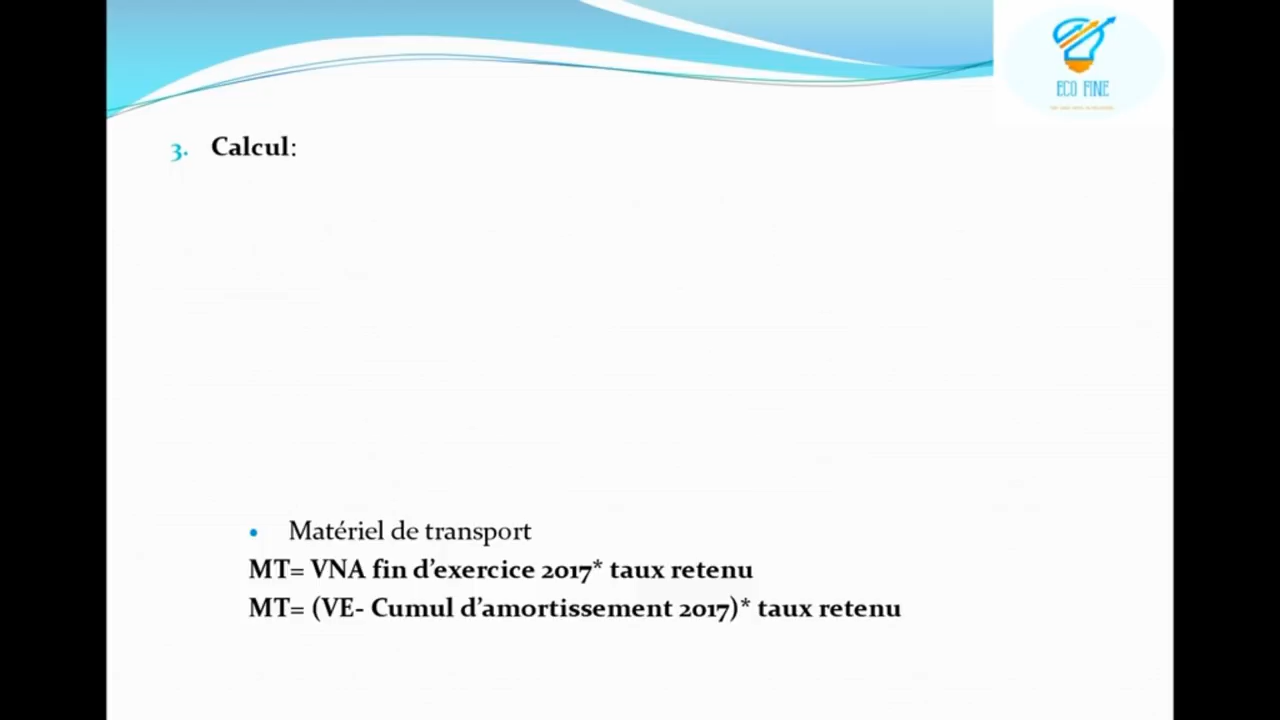 ECO FINE
3. Calcul:
• Matériel de transport
MT= VNA fin d’exercice 2017* taux retenu
MT= (VE- Cumul d’amortissement 2017)* taux retenu